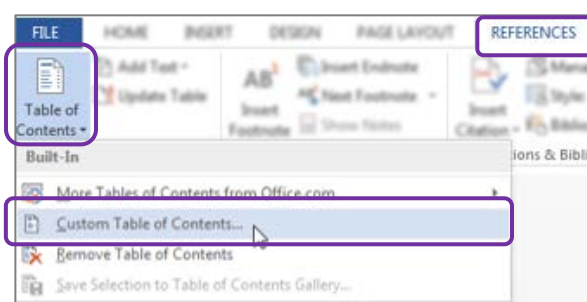 FILE HOME INSERT DESIGN PAGE LAYOUT REFERENCES
Add Text
Update Table
Table of
Contents
AB
Insert
Footnote
Insert Endnote
Next Footnote
Show Notes
Insert
Citation
Style
Built-In
ions & Bibli
More Tables of Contents from Office.com
Custom Table of Contents...
Remove Table of Contents
Save Selection to Table of Contents Gallery...